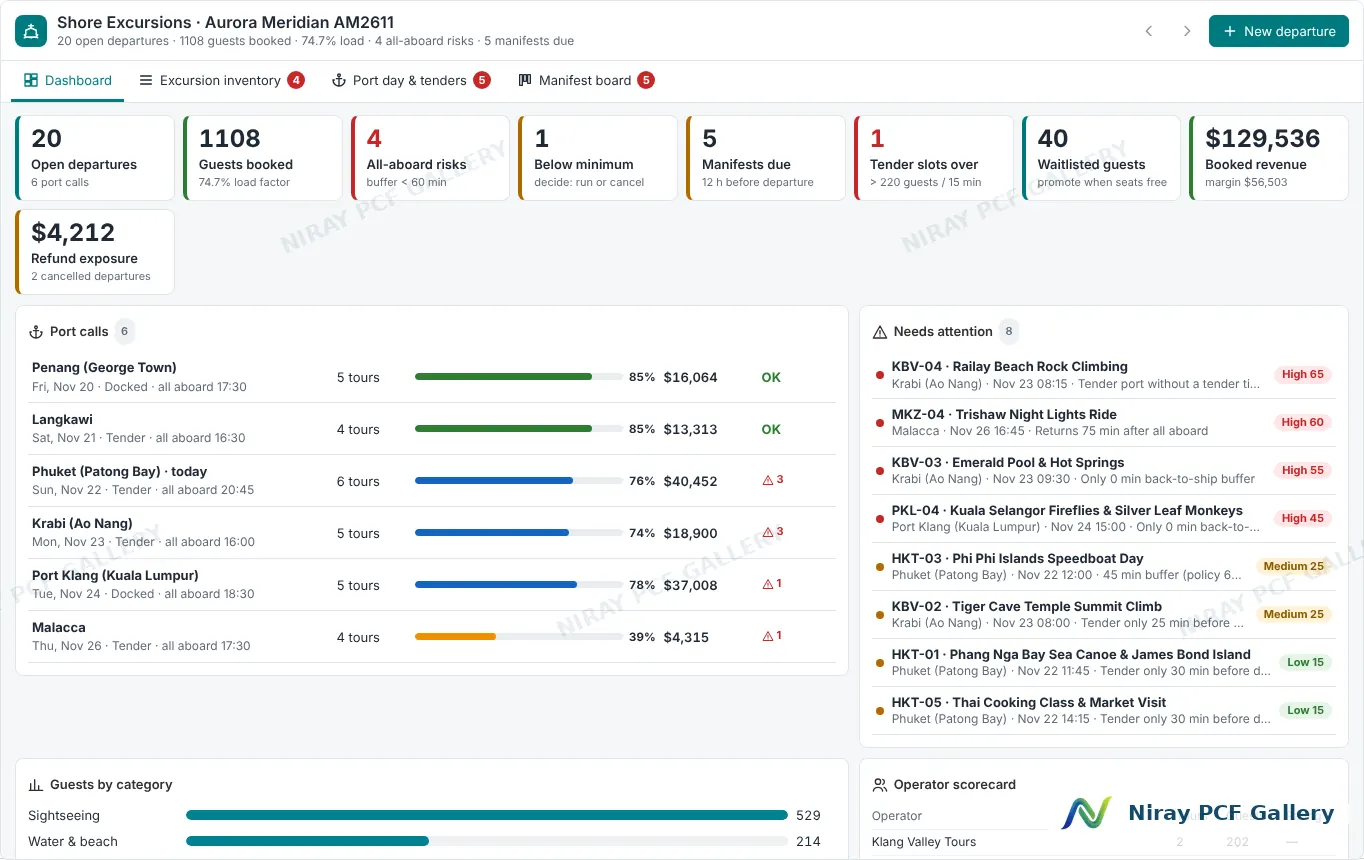 Shore Excursions · Aurora Meridian AM2611
20 open departures · 1108 guests booked · 74.7% load · 4 all-aboard risks · 5 manifests due
New departure
Dashboard
Excursion inventory 4
Port day & tenders 5
Manifest board 5
20
Open departures
6 port calls
1108
Guests booked
74.7% load factor
4
All-aboard risks
buffer < 60 min
1
Below minimum
decide: run or cancel
5
Manifests due
12 h before departure
1
Tender slots over
> 220 guests / 15 min
40
Waitlisted guests
promote when seats free
$129,536
Booked revenue
margin $56,503
$4,212
Refund exposure
2 cancelled departures
Port calls 6
Penang (George Town)
Fri, Nov 20 · Docked · all aboard 17:30
5 tours 85% $16,064 OK
Langkawi
Sat, Nov 21 · Tender · all aboard 16:30
4 tours 85% $13,313 OK
Phuket (Patong Bay) · today
Sun, Nov 22 · Tender · all aboard 20:45
6 tours 76% $40,452 3
Krabi (Ao Nang)
Mon, Nov 23 · Tender · all aboard 16:00
5 tours 74% $18,900 3
Port Klang (Kuala Lumpur)
Tue, Nov 24 · Docked · all aboard 18:30
5 tours 78% $37,008 1
Malacca
Thu, Nov 26 · Tender · all aboard 17:30
4 tours 39% $4,315 1
Needs attention 8
KBV-04 · Railay Beach Rock Climbing
Krabi (Ao Nang) · Nov 23 08:15 · Tender port without a tender ti...
High 65
MKZ-04 · Trishaw Night Lights Ride
Malacca · Nov 26 16:45 · Returns 75 min after all aboard
High 60
KBV-03 · Emerald Pool & Hot Springs
Krabi (Ao Nang) · Nov 23 09:30 · Only 0 min back-to-ship buffer
High 55
PKL-04 · Kuala Selangor Fireflies & Silver Leaf Monkeys
Port Klang (Kuala Lumpur) · Nov 24 15:00 · Only 0 min back-to-...
High 45
HKT-03 · Phi Phi Islands Speedboat Day
Phuket (Patong Bay) · Nov 22 12:00 · 45 min buffer (policy 6...
Medium 25
KBV-02 · Tiger Cave Temple Summit Climb
Krabi (Ao Nang) · Nov 23 08:00 · Tender only 25 min before ...
Medium 25
HKT-01 · Phang Nga Bay Sea Canoe & James Bond Island
Phuket (Patong Bay) · Nov 22 11:45 · Tender only 30 min before d...
Low 15
HKT-05 · Thai Cooking Class & Market Visit
Phuket (Patong Bay) · Nov 22 14:15 · Tender only 30 min before d...
Low 15
Guests by category
Sightseeing 529
Water & beach 214
Operator scorecard
Operator
Klang Valley Tours 2 202 —
Niray PCF Gallery
NIRAY PCF GALLERY
NIRAY PCF GALLERY
PCF GALLERY
NIRAY PCF GALLERY
NIRAY PCF GALLERY